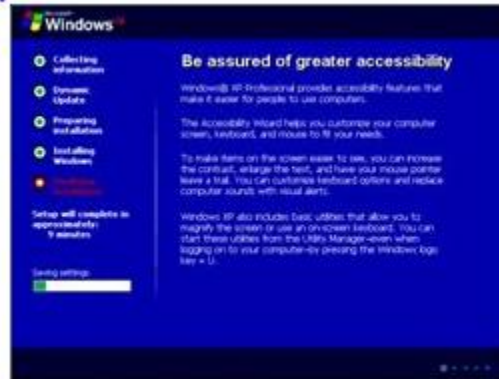 Microsoft
Windows xp
Collecting
information
Dynamic
Update
Preparing
installation
Installing
Windows
Finalizing
installation
Setup will complete in
approximately:
9 minutes
Saving settings
Be assured of greater accessibility
Windows® XP Professional provides accessibility features that
make it easier for people to use computers.
The Accessibility Wizard helps you customize your computer
screen, keyboard, and mouse to fit your needs.
To make items on the screen easier to see, you can increase
the contrast, enlarge the text, and have your mouse pointer
leave a trail. You can customize keyboard options and replace
computer sounds with visual alerts.
Windows XP also includes basic utilities that allow you to
magnify the screen or use an on-screen keyboard. You can
start these utilities from the Utility Manager-even when
logging on to your computer-by pressing the Windows logo
key + U.